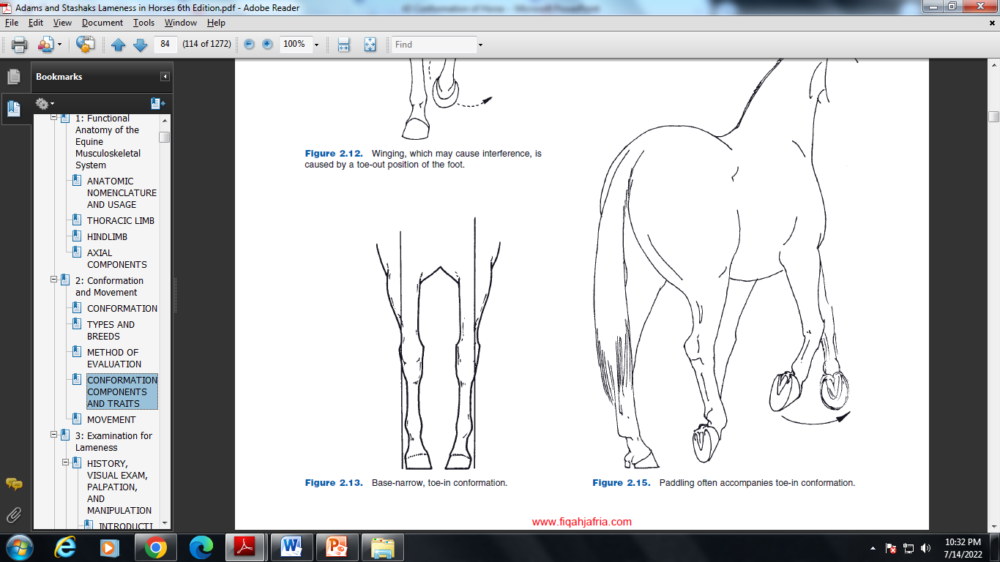 Adams and Stashaks Lameness in Horses 6th Edition.pdf - Adobe Reader
File Edit View Document Tools Window Help
84 (114 of 1272) 100% Find
Bookmarks
1: Functional
Anatomy of the
Equine
Musculoskeletal
System
ANATOMIC
NOMENCLATURE
AND USAGE
THORACIC LIMB
HINDLIMB
AXIAL
COMPONENTS
2: Conformation
and Movement
CONFORMATION
TYPES AND
BREEDS
METHOD OF
EVALUATION
CONFORMATION
COMPONENTS
AND TRAITS
MOVEMENT
3: Examination for
Lameness
HISTORY,
VISUAL EXAM,
PALPATION,
AND
MANIPULATION
INTRODUCTI
Figure 2.12. Winging, which may cause interference, is
caused by a toe-out position of the foot.
Figure 2.13. Base-narrow, toe-in conformation.
Figure 2.15. Paddling often accompanies toe-in conformation.
www.fiqahjafria.com
10:32 PM
7/14/2022